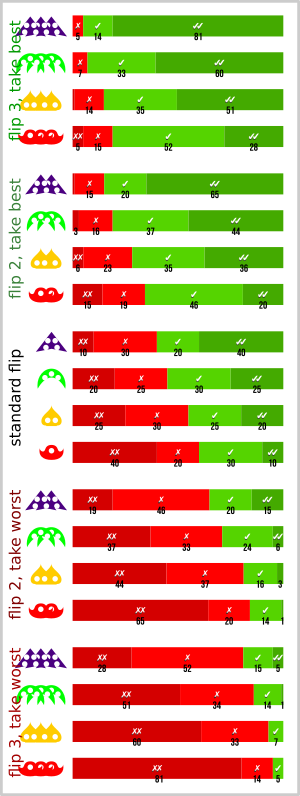 flip 3, take best
✗ ✓ ✓✓
5 14 81
✗ ✓ ✓✓
7 33 60
✗ ✓ ✓✓
14 35 51
✗✗ ✗ ✓ ✓✓
5 15 52 28
flip 2, take best
✗ ✓ ✓✓
15 20 65
✗ ✓ ✓✓
3 16 37 44
✗✗ ✗ ✓ ✓✓
6 23 35 36
✗✗ ✗ ✓ ✓✓
15 19 46 20
standard flip
✗✗ ✗ ✓ ✓✓
10 30 20 40
✗✗ ✗ ✓ ✓✓
20 25 30 25
✗✗ ✗ ✓ ✓✓
25 30 25 20
✗✗ ✗ ✓ ✓✓
40 20 30 10
flip 2, take worst
✗✗ ✗ ✓ ✓✓
19 46 20 15
✗✗ ✗ ✓ ✓✓
37 33 24 6
✗✗ ✗ ✓
44 37 16 3
✗✗ ✗ ✓
65 20 14 1
flip 3, take worst
✗✗ ✗ ✓ ✓✓
28 52 15 5
✗✗ ✗ ✓
51 34 14 1
✗✗ ✗ ✓
60 33 7
✗✗ ✗ ✓
81 14 5